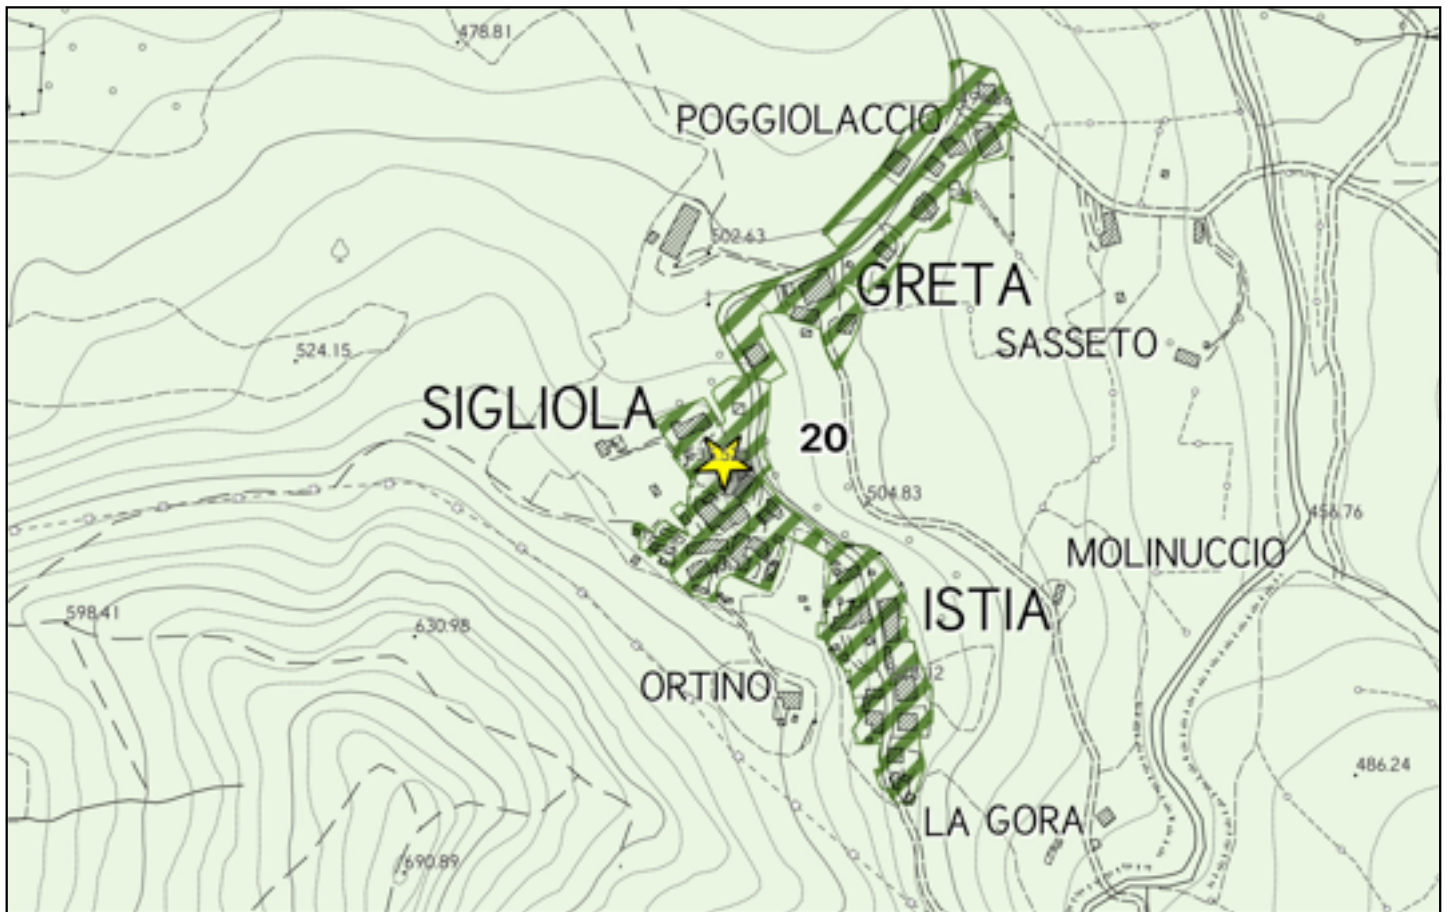 478.81
POGGIOLACCIO
502.63
GRETA
SASSETO
524.15
SIGLIOLA
20
504.83
456.76
MOLINUCCIO
598.41
630.98
ISTIA
ORTINO
486.24
LA GORA
690.89